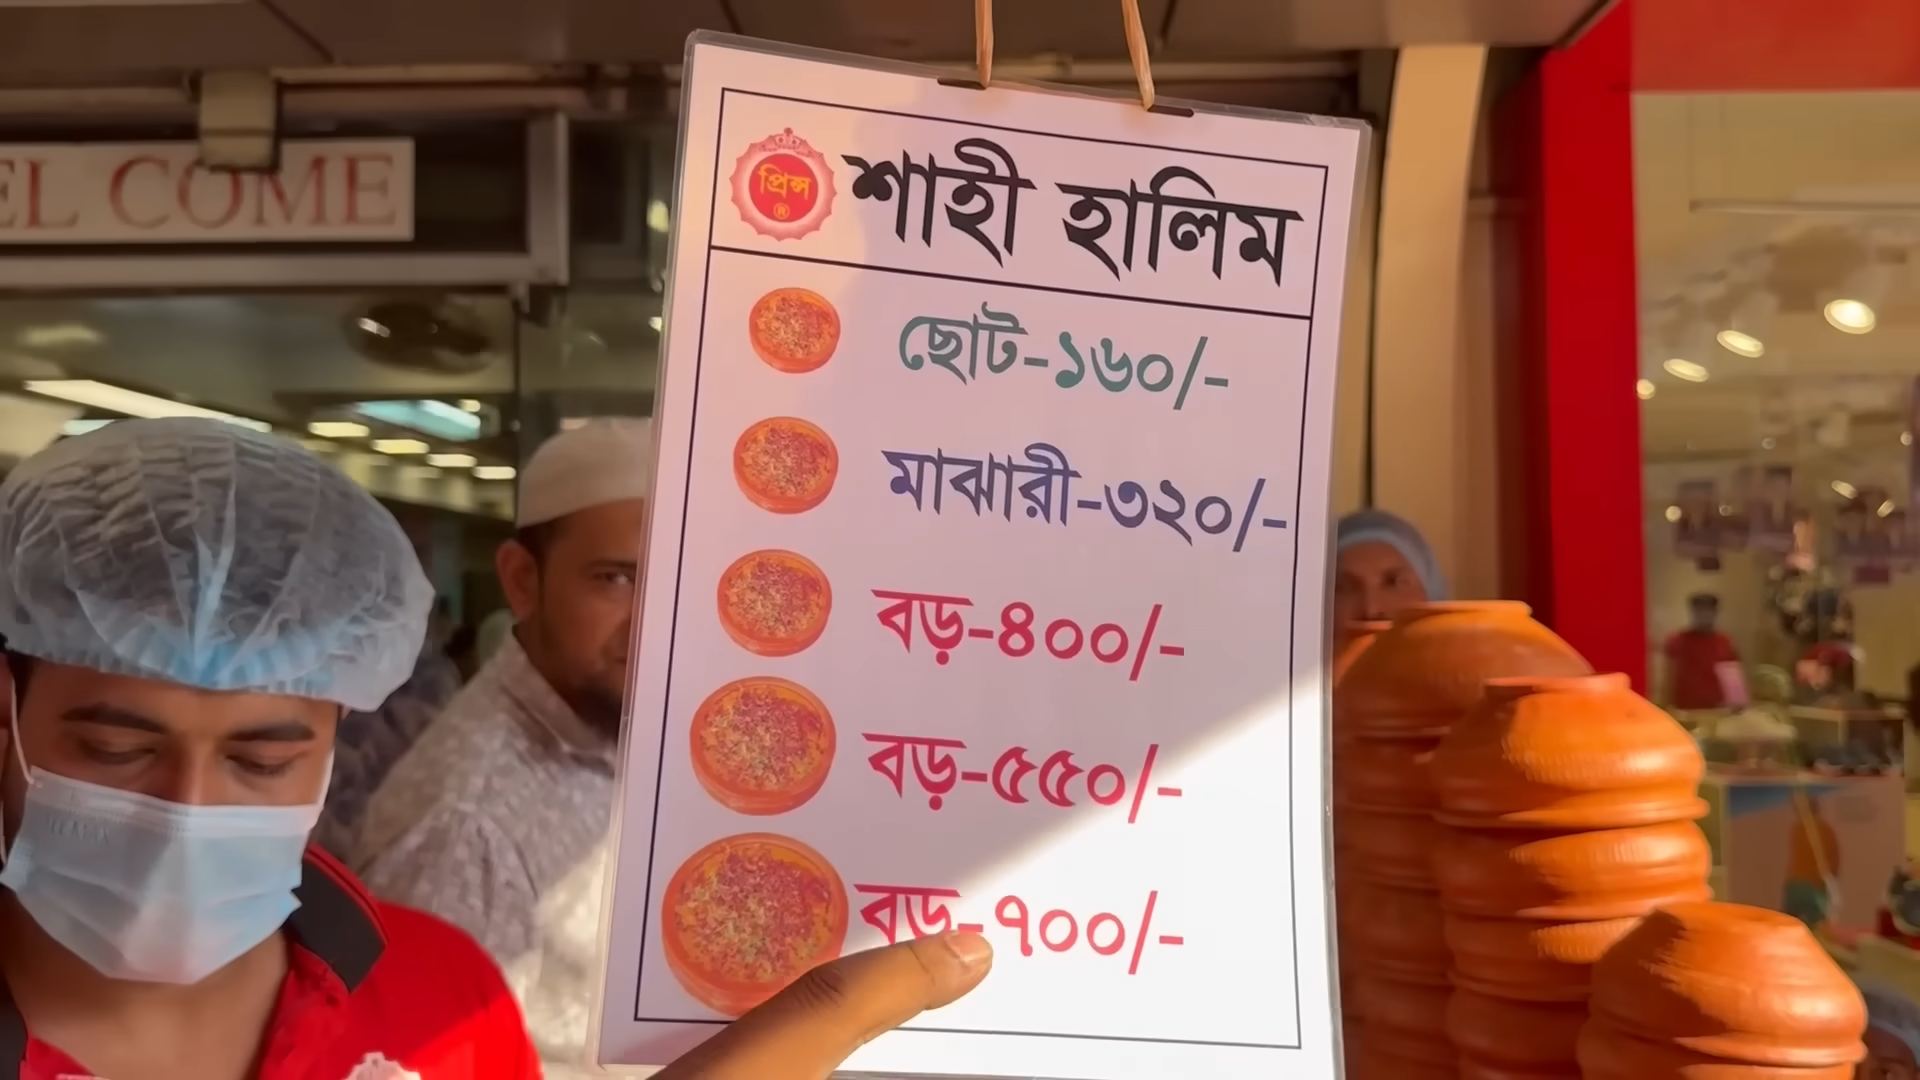 EL COME
প্রিন্স
®
শাহী হালিম
ছোট-১৬০/-
মাঝারী-৩২০/-
বড়-৪০০/-
বড়-৫৫০/-
বড়-৭০০/-